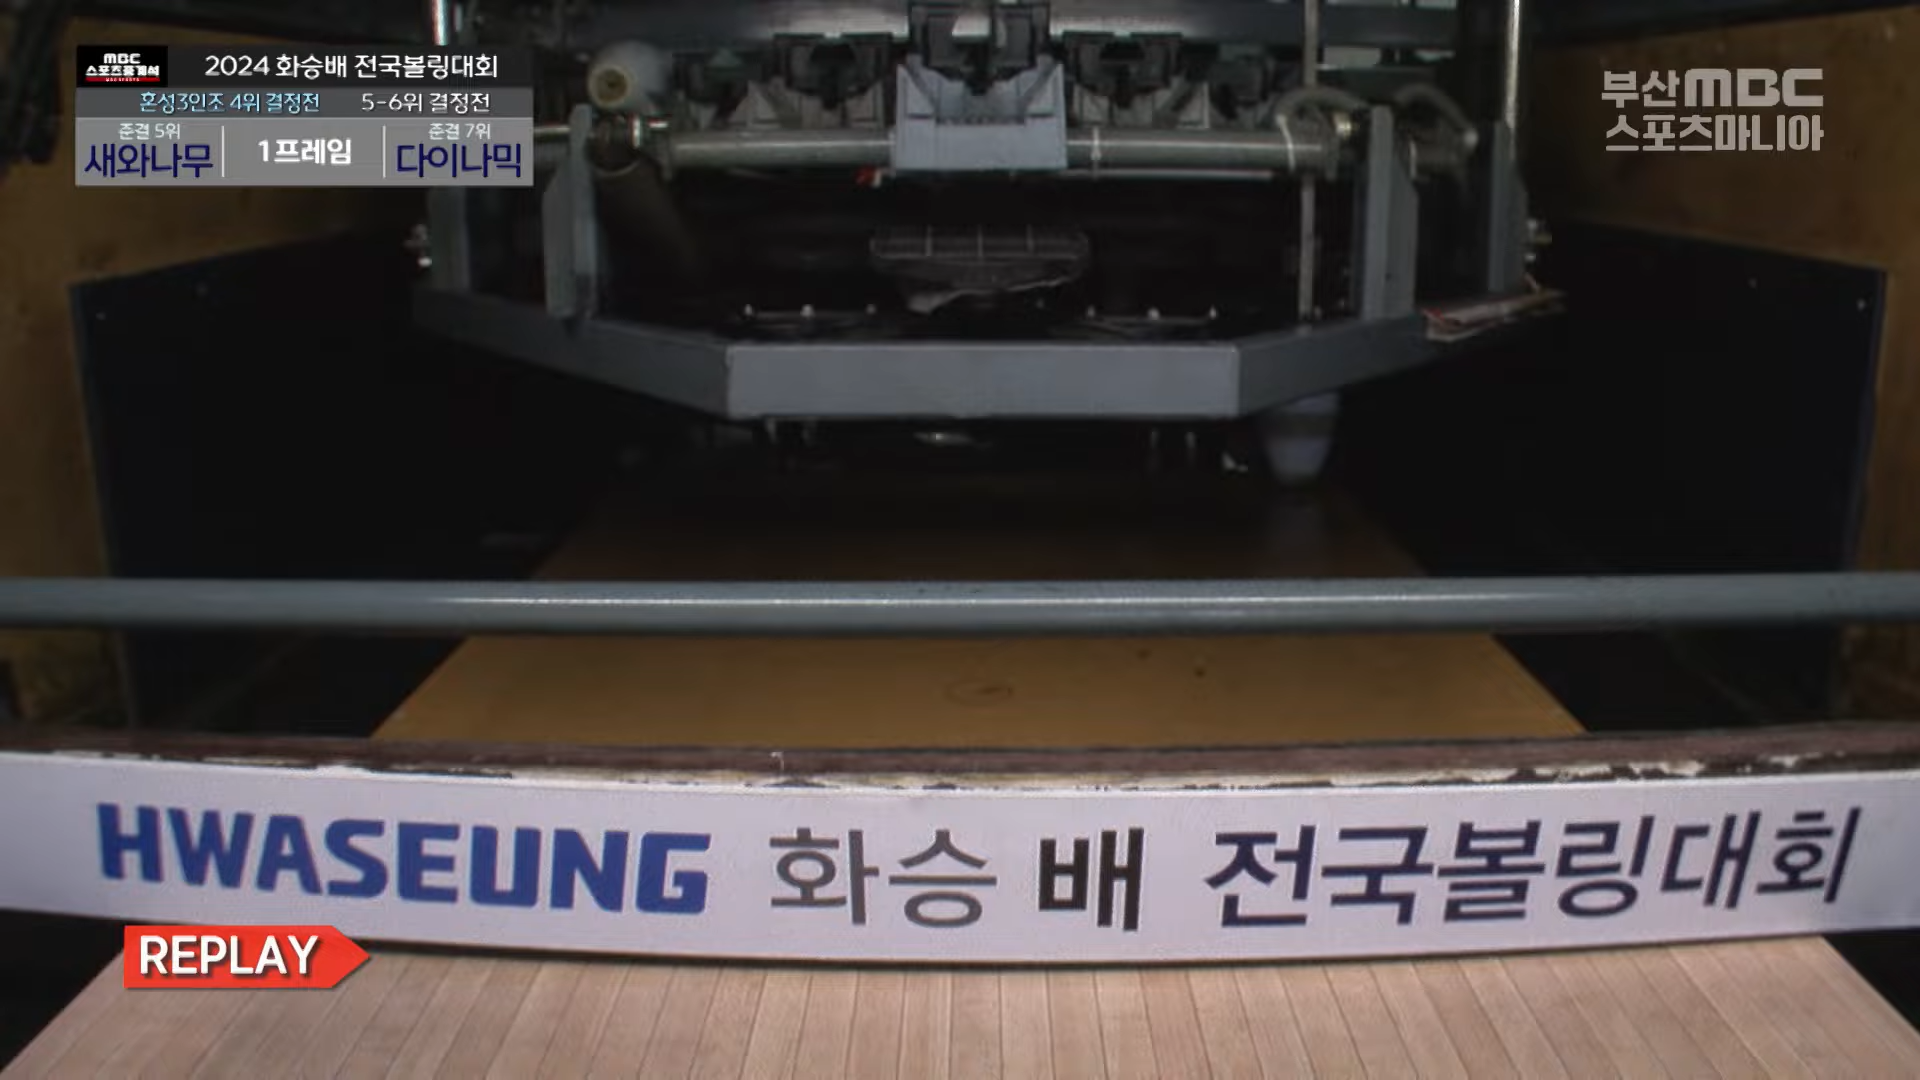 MBC
스포츠중계석
2024 화승배 전국볼링대회
혼성3인조 4위 결정전 5-6위 결정전
준결 5위
새와나무
1프레임
준결 7위
다이나믹
부산MBC
스포츠마니아
HWASEUNG 화승 배 전국볼링대회
REPLAY